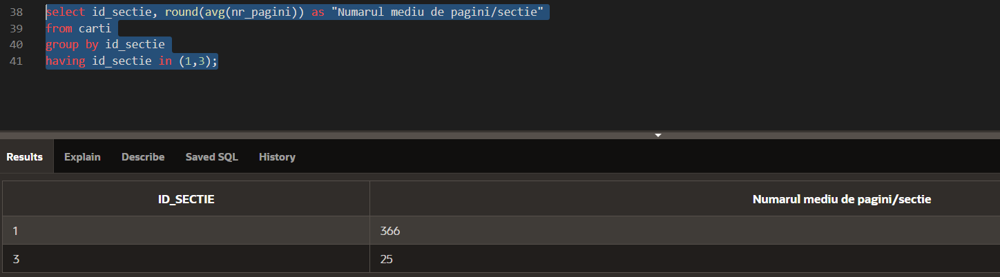 38 select id_sectie, round(avg(nr_pagini)) as "Numarul mediu de pagini/sectie"
39 from carti
40 group by id_sectie
41 having id_sectie in (1,3);
Results Explain Describe Saved SQL History
ID_SECTIE Numarul mediu de pagini/sectie
1 366
3 25